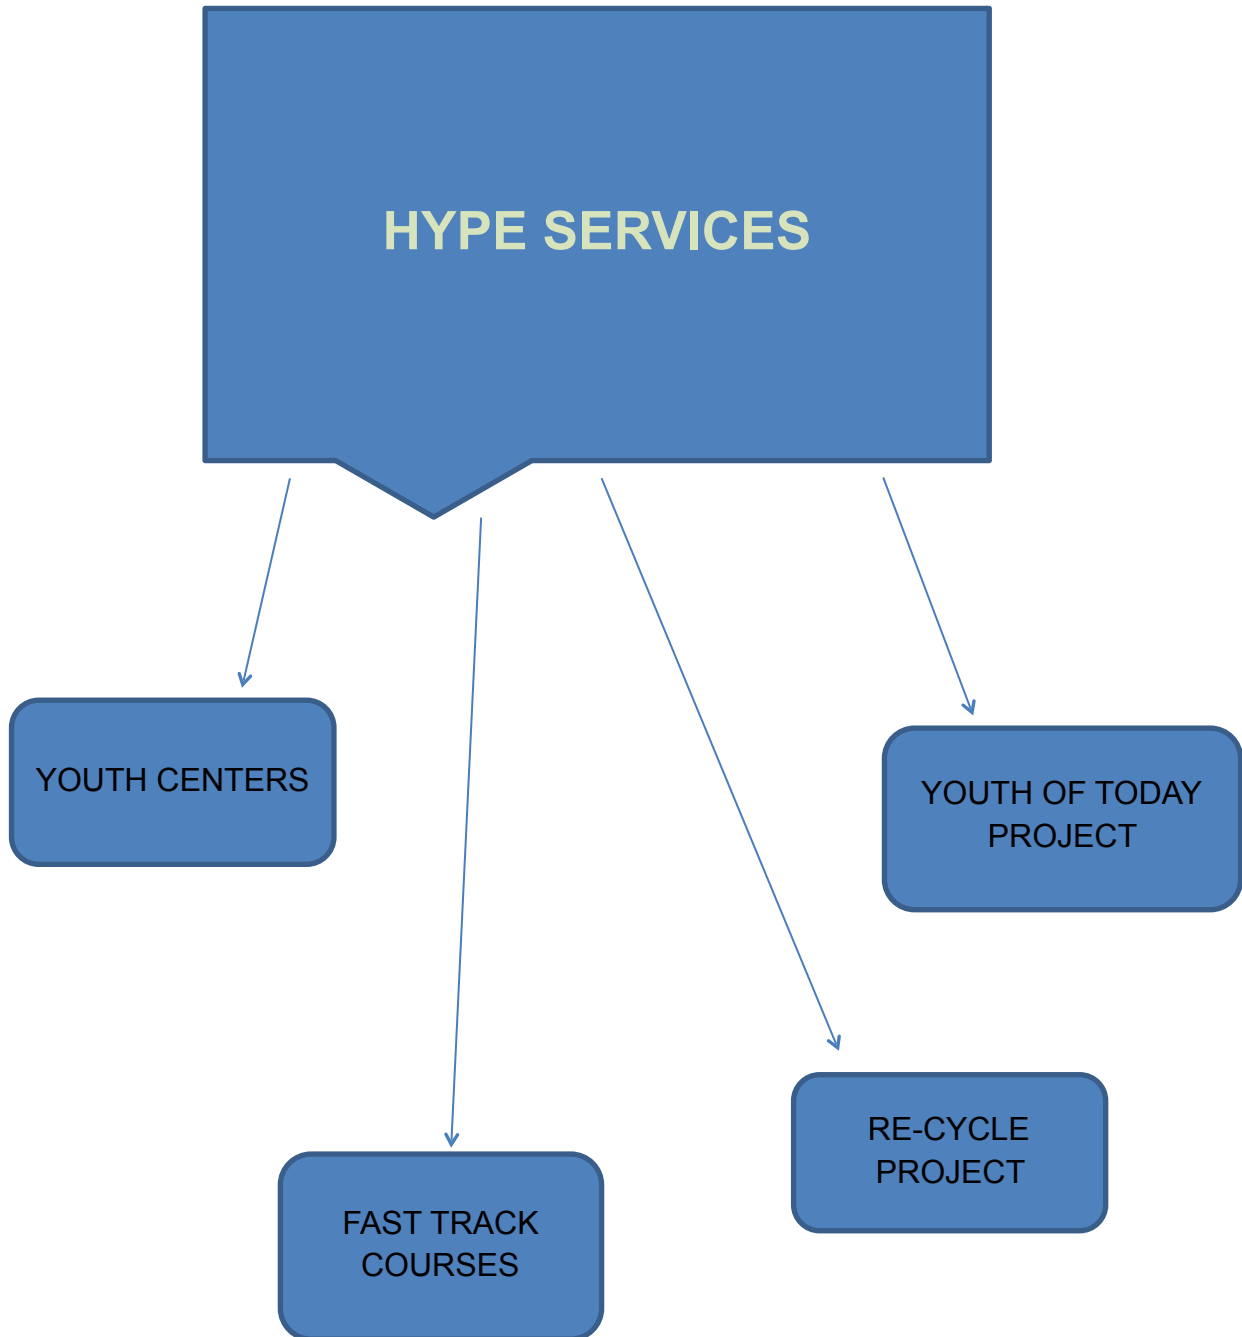 HYPE SERVICES
YOUTH CENTERS
YOUTH OF TODAY
PROJECT
RE-CYCLE
PROJECT
FAST TRACK
COURSES